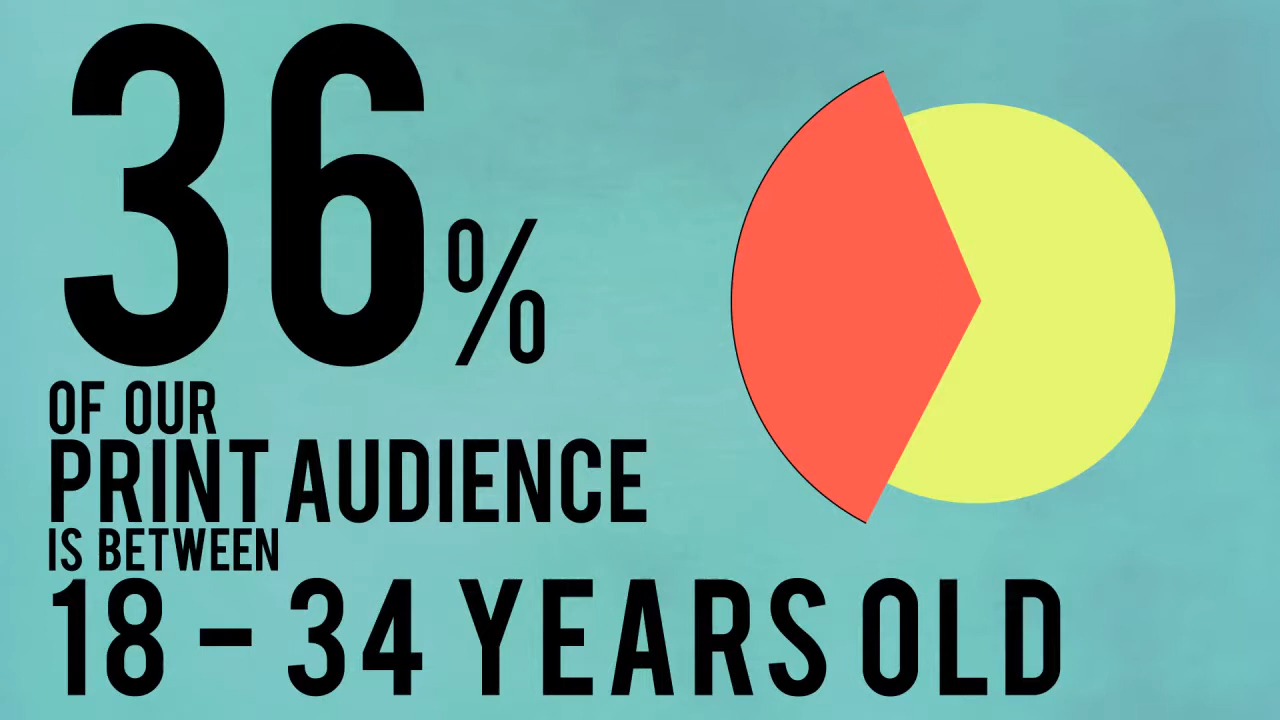 36%
OF OUR
PRINT AUDIENCE
IS BETWEEN
18 - 34 YEARS OLD